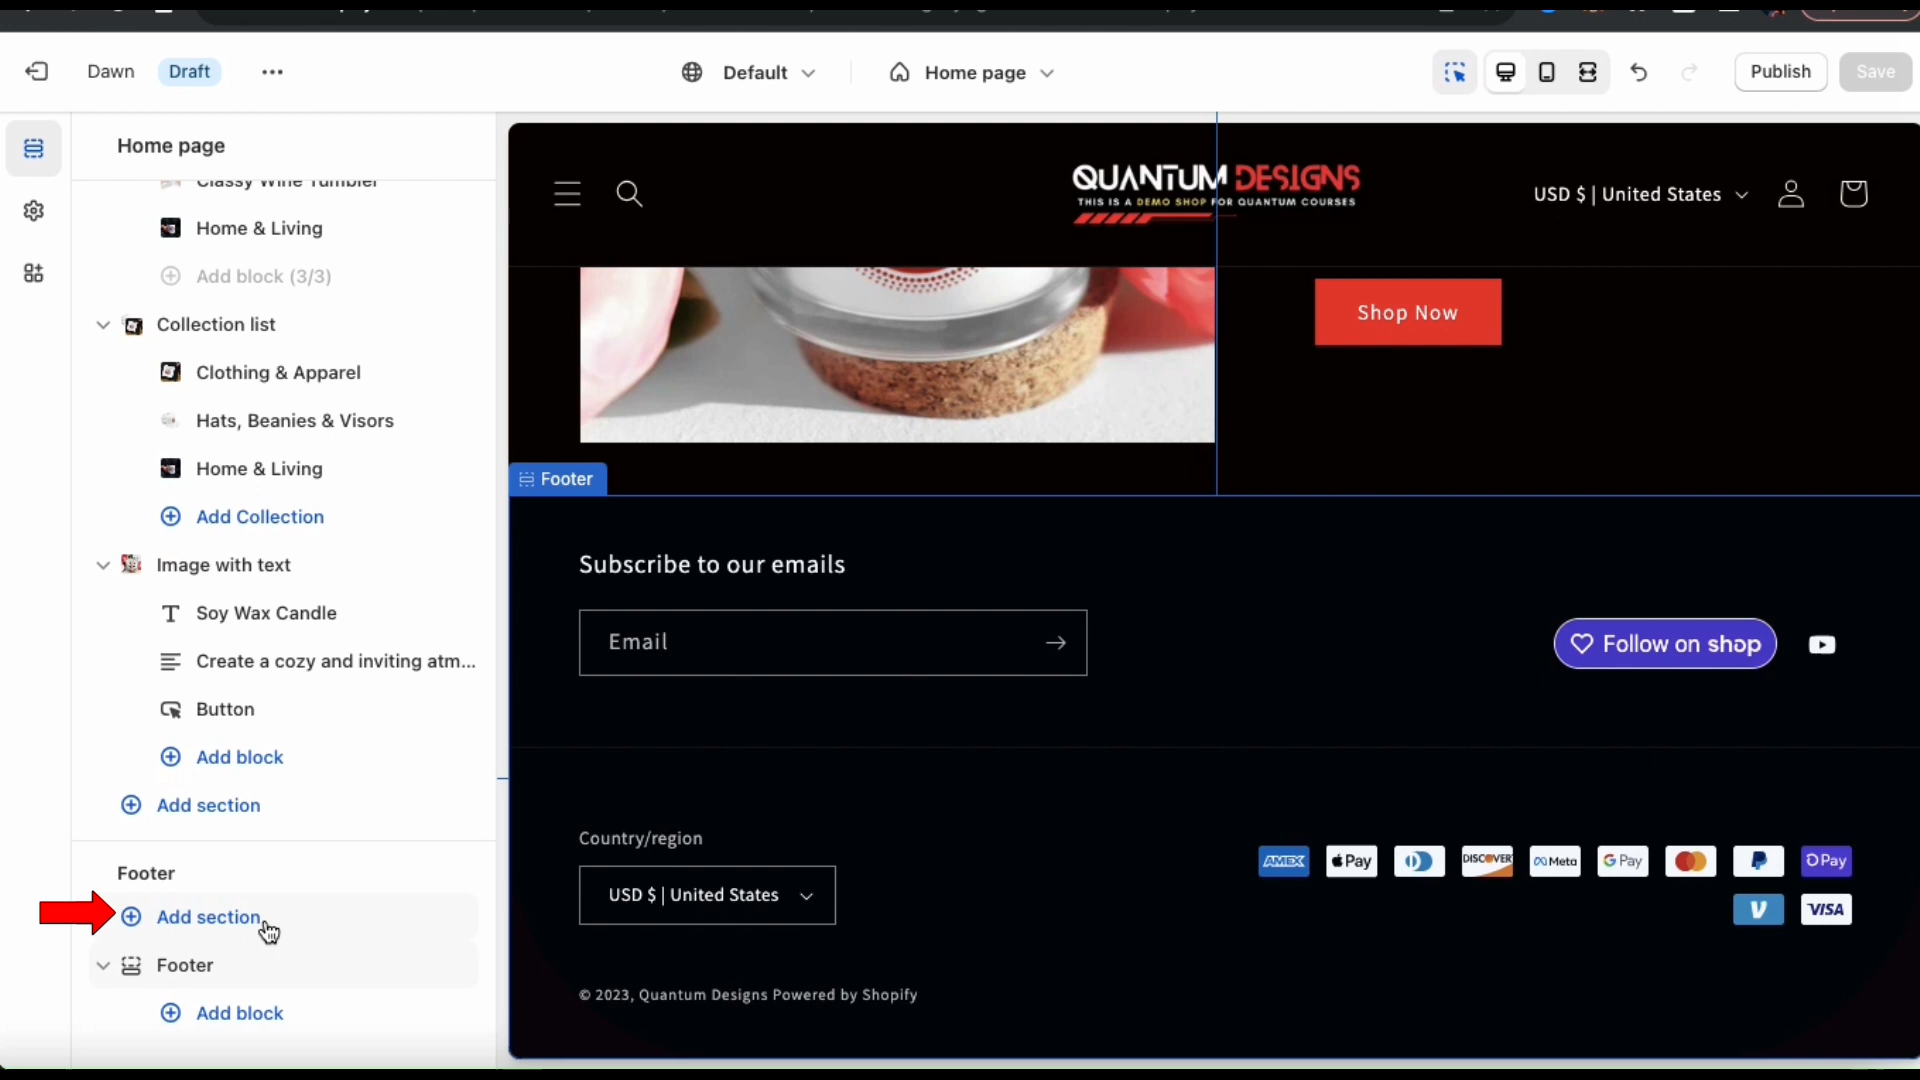 Dawn
Draft
Default
Home page
Publish
Save
Home page
Classy Wine Tumbler
Home & Living
Add block (3/3)
Collection list
Clothing & Apparel
Hats, Beanies & Visors
Home & Living
Add Collection
Image with text
Soy Wax Candle
Create a cozy and inviting atm...
Button
Add block
Add section
Footer
Add section
Footer
Add block
QUANTUM DESIGNS
THIS IS A DEMO SHOP FOR QUANTUM COURSES
USD $ | United States
Shop Now
Footer
Subscribe to our emails
Email
Follow on shop
Country/region
USD $ | United States
AMEX
Pay
DISCOVER
Meta
G Pay
Pay
VISA
© 2023, Quantum Designs Powered by Shopify